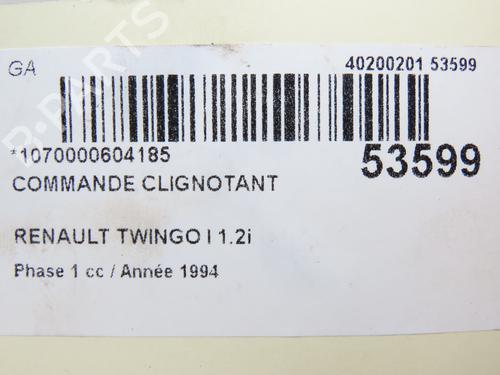 GA
40200201 53599
*1070000604185
53599
COMMANDE CLIGNOTANT
RENAULT TWINGO I 1.2i
Phase 1 cc / Année 1994